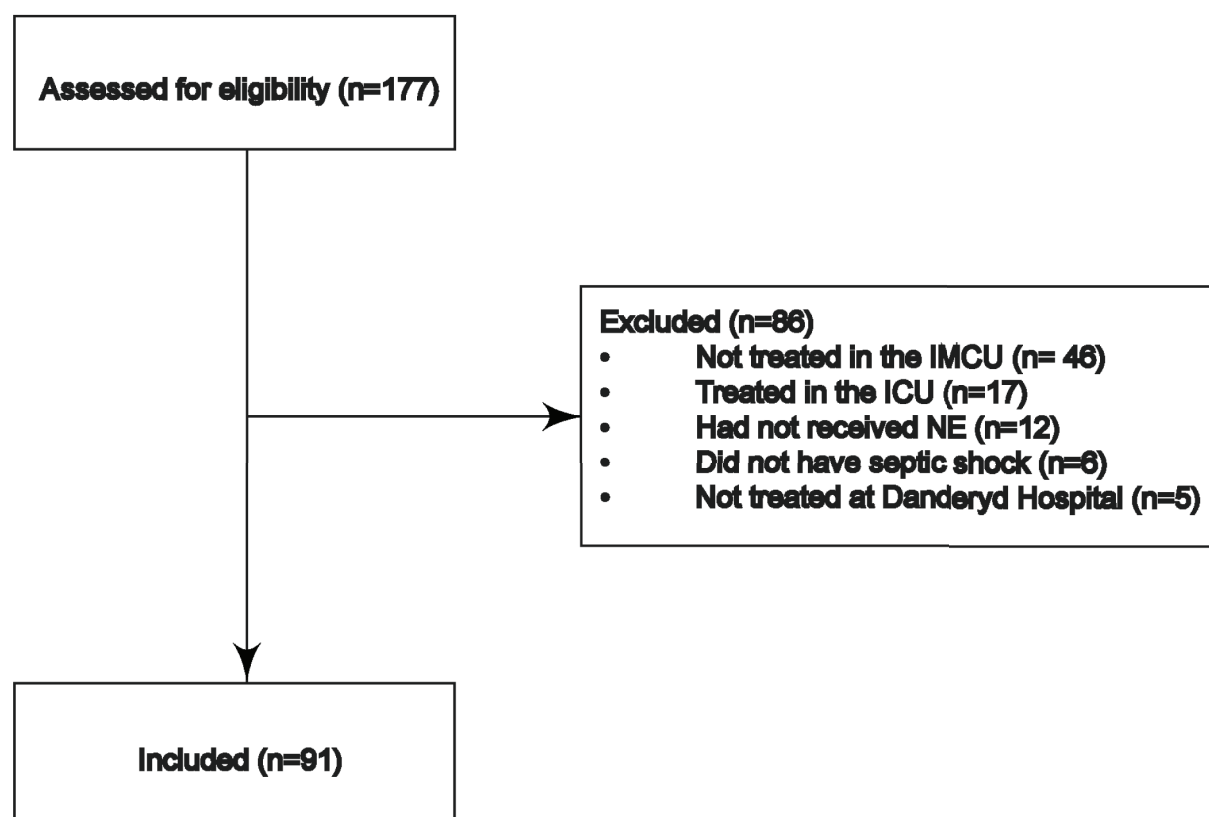 Assessed for eligibility (n=177)
Excluded (n=86)
• Not treated in the IMCU (n= 46)
• Treated in the ICU (n=17)
• Had not received NE (n=12)
• Did not have septic shock (n=6)
• Not treated at Danderyd Hospital (n=5)
Included (n=91)